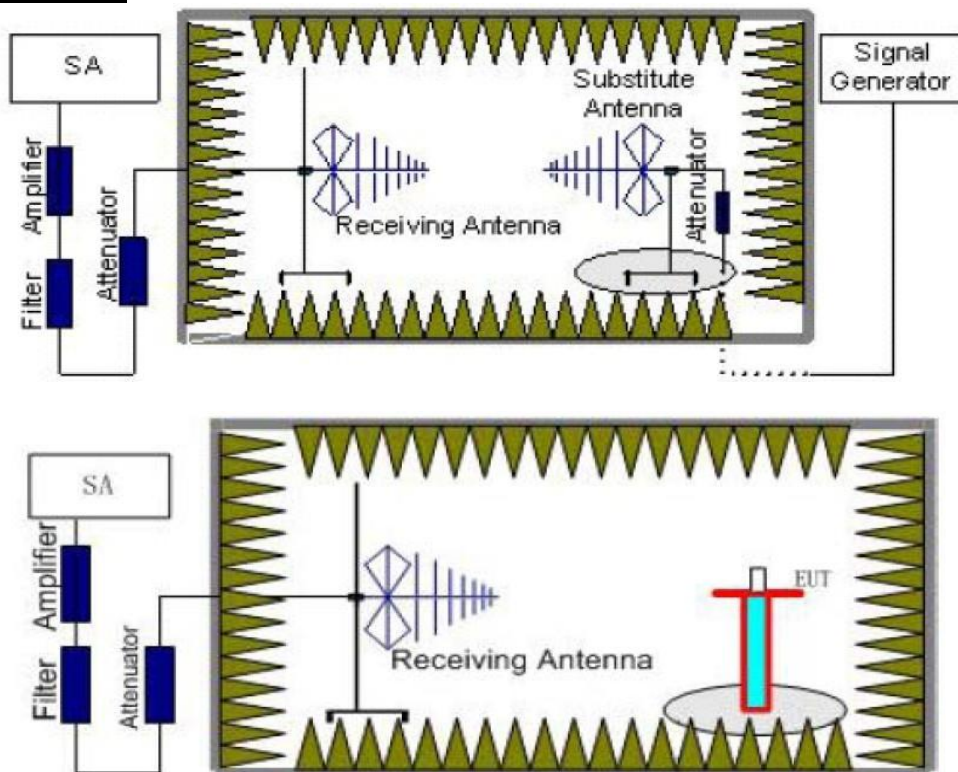 SA
Signal
Generator
Substitute
Antenna
Amplifier
Attenuator
Receiving Antenna
Attenuator
Filter
SA
Amplifier
EUT
Receiving Antenna
Filter
Attenuator